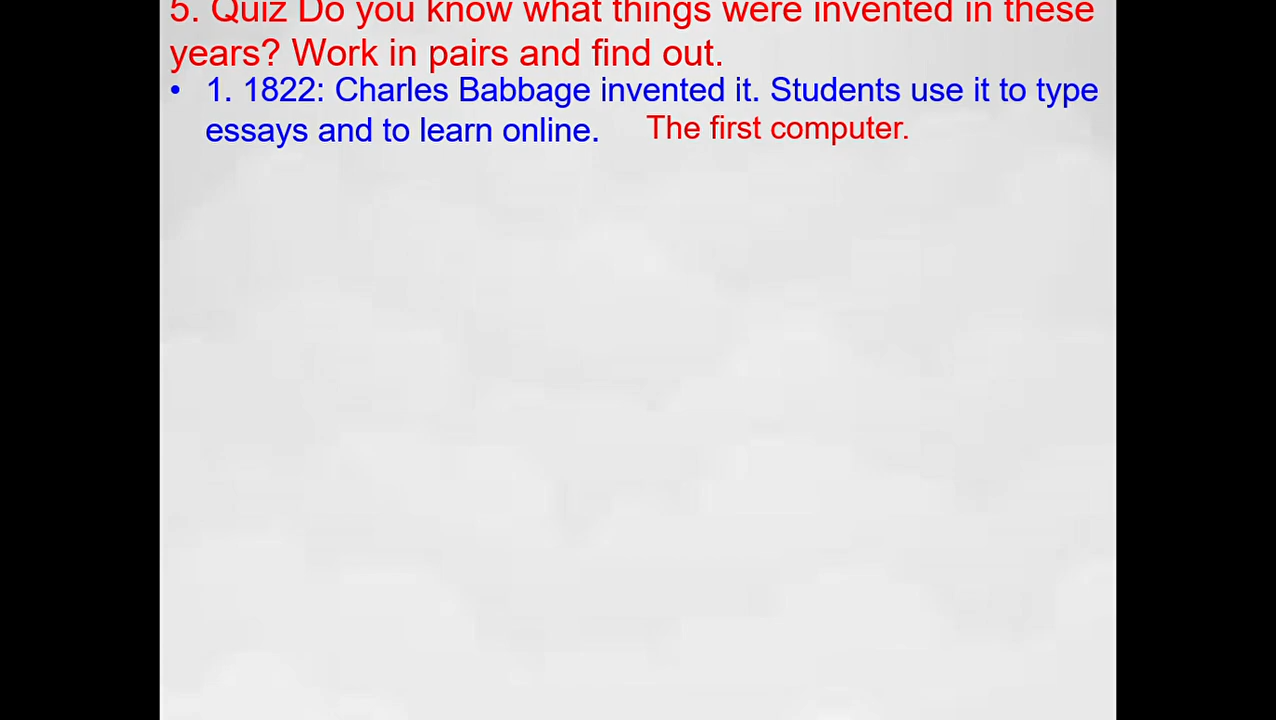 5. Quiz Do you know what things were invented in these
years? Work in pairs and find out.
• 1. 1822: Charles Babbage invented it. Students use it to type
essays and to learn online. The first computer.